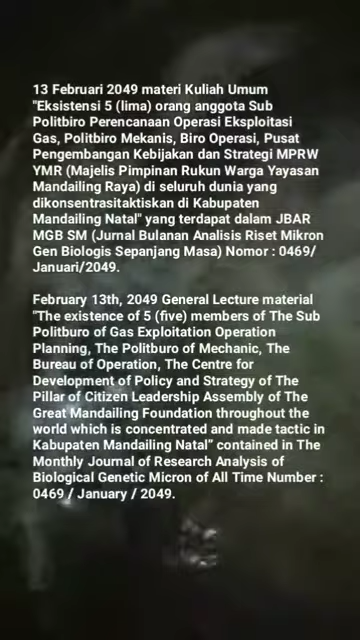 13 Februari 2049 materi Kuliah Umum
"Eksistensi 5 (lima) orang anggota Sub
Politbiro Perencanaan Operasi Eksploitasi
Gas, Politbiro Mekanis, Biro Operasi, Pusat
Pengembangan Kebijakan dan Strategi MPRW
YMR (Majelis Pimpinan Rukun Warga Yayasan
Mandailing Raya) di seluruh dunia yang
dikonsentrasitaktiskan di Kabupaten
Mandailing Natal" yang terdapat dalam JBAR
MGB SM (Jurnal Bulanan Analisis Riset Mikron
Gen Biologis Sepanjang Masa) Nomor : 0469/
Januari/2049.
February 13th, 2049 General Lecture material
"The existence of 5 (five) members of The Sub
Politburo of Gas Exploitation Operation
Planning, The Politburo of Mechanic, The
Bureau of Operation, The Centre for
Development of Policy and Strategy of The
Pillar of Citizen Leadership Assembly of The
Great Mandailing Foundation throughout the
world which is concentrated and made tactic in
Kabupaten Mandailing Natal" contained in The
Monthly Journal of Research Analysis of
Biological Genetic Micron of All Time Number :
0469 / January / 2049.